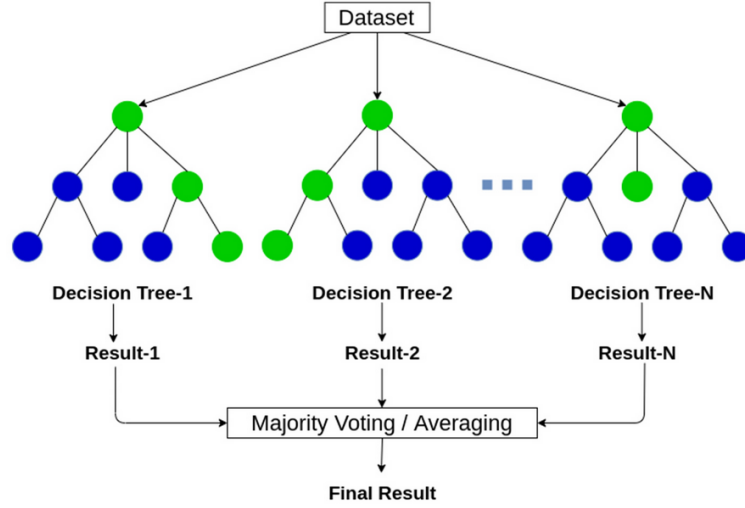 Dataset
Decision Tree-1
Decision Tree-2
Decision Tree-N
Result-1
Result-2
Result-N
Majority Voting / Averaging
Final Result